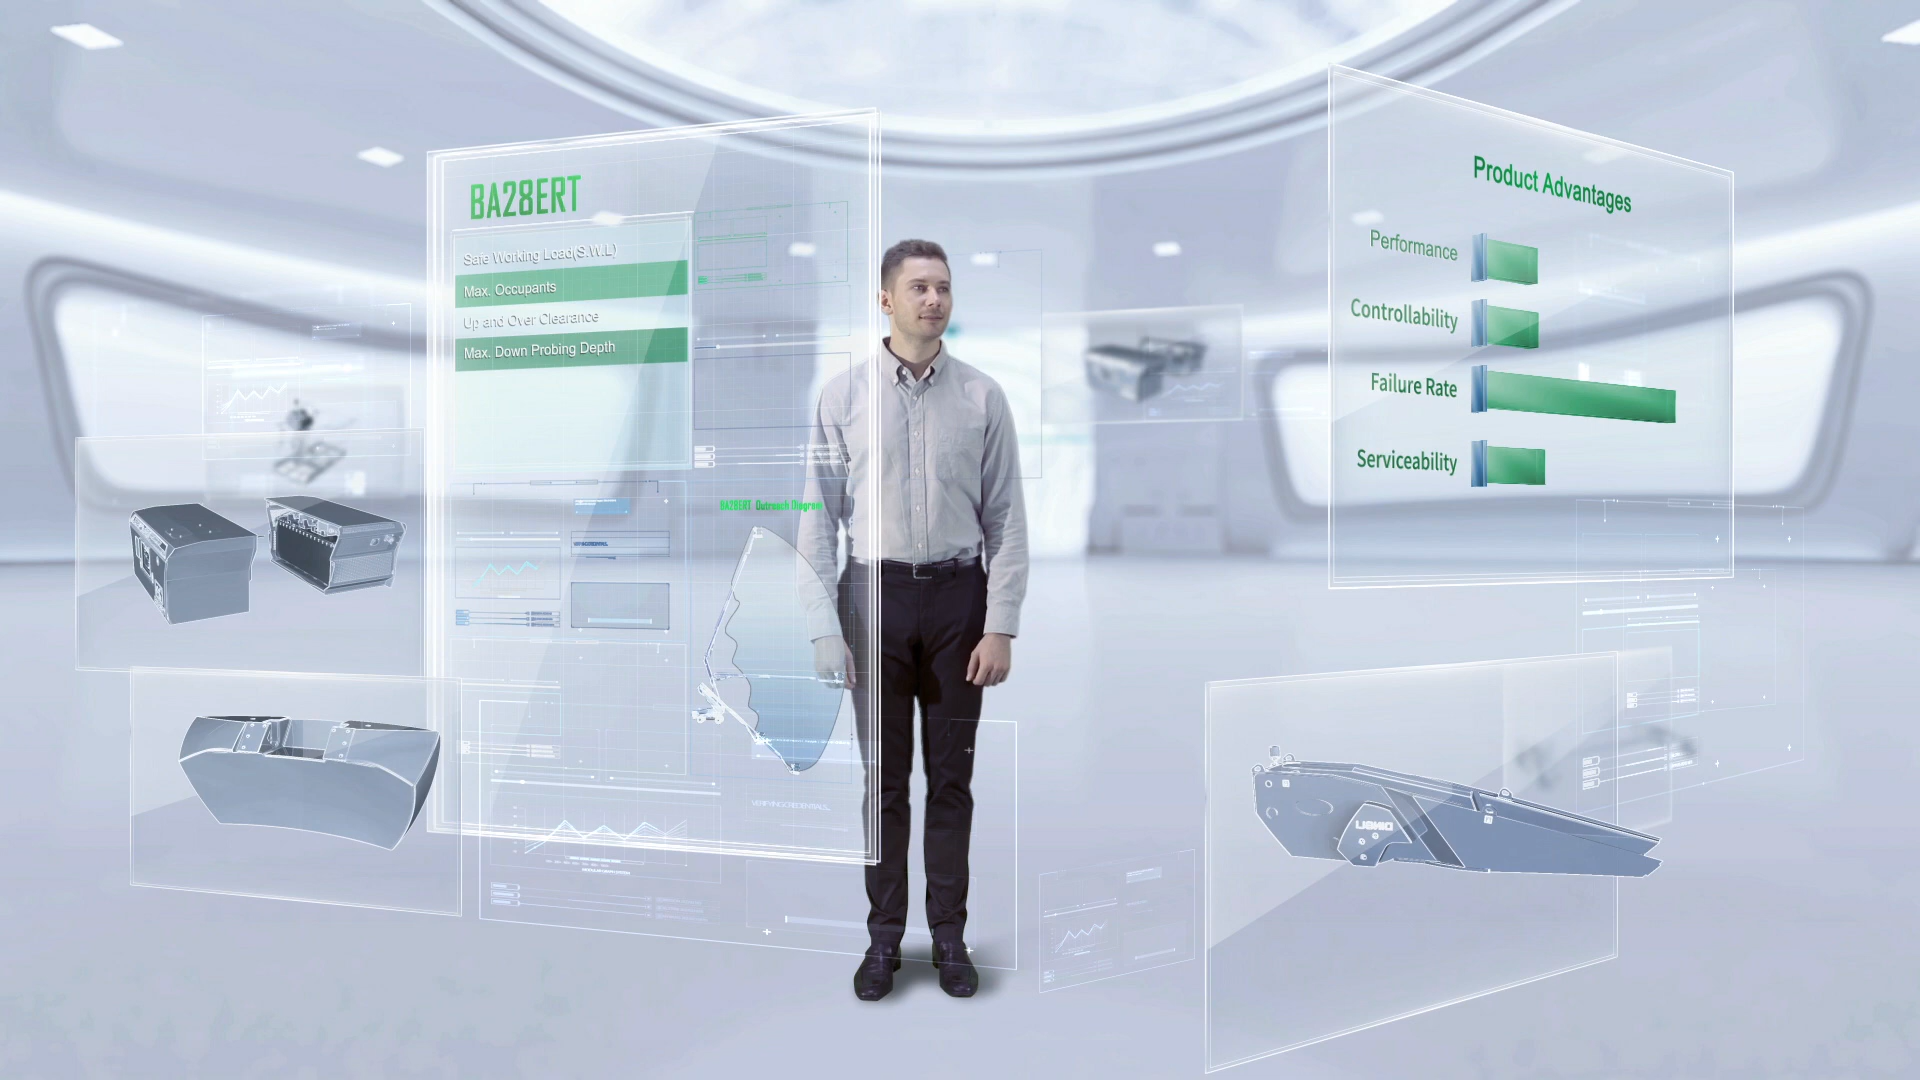 BA28ERT
Safe Working Load(S.W.L)
Max. Occupants
Up and Over Clearance
Max. Down Probing Depth
BA28ERT Outreach Diagram
Product Advantages
Performance
Controllability
Failure Rate
Serviceability
DINGLI